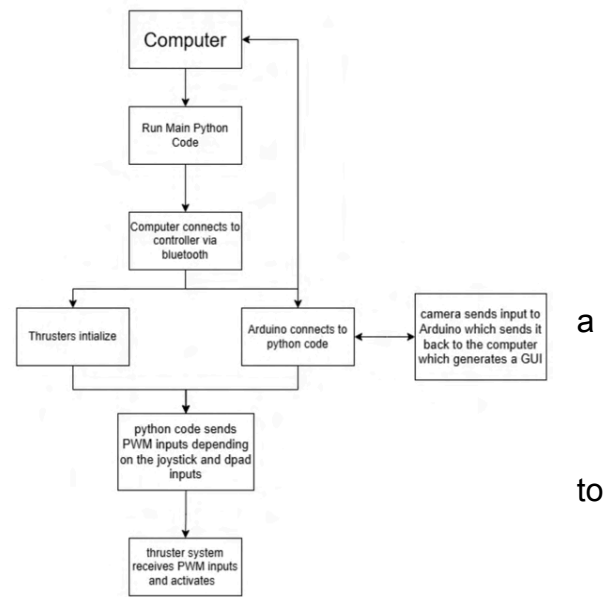 Computer
Run Main Python
Code
Computer connects to
controller via
bluetooth
Thrusters intialize
Arduino connects to
python code
camera sends input to
Arduino which sends it
back to the computer
which generates a GUI
a
python code sends
PWM inputs depending
on the joystick and dpad
inputs
to
thruster system
receives PWM inputs
and activates